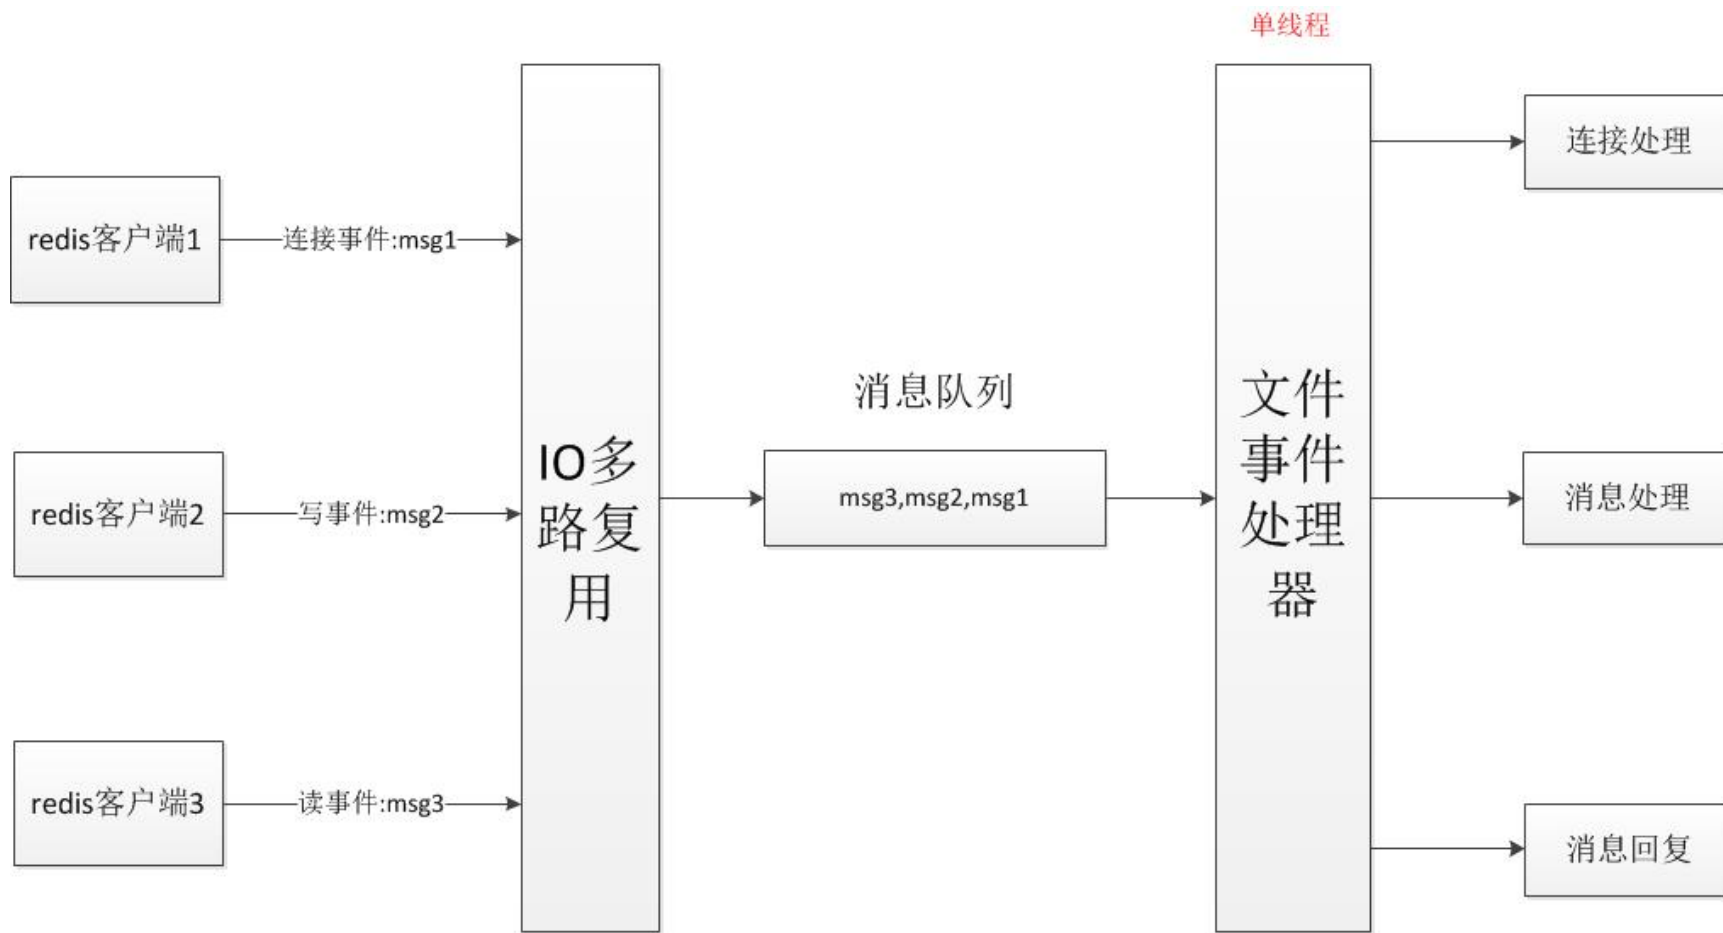 单线程
连接处理
redis客户端1
连接事件:msg1
消息队列
IO多
路复
用
文件
事件
处理
器
redis客户端2
写事件:msg2
msg3,msg2,msg1
消息处理
redis客户端3
读事件:msg3
消息回复